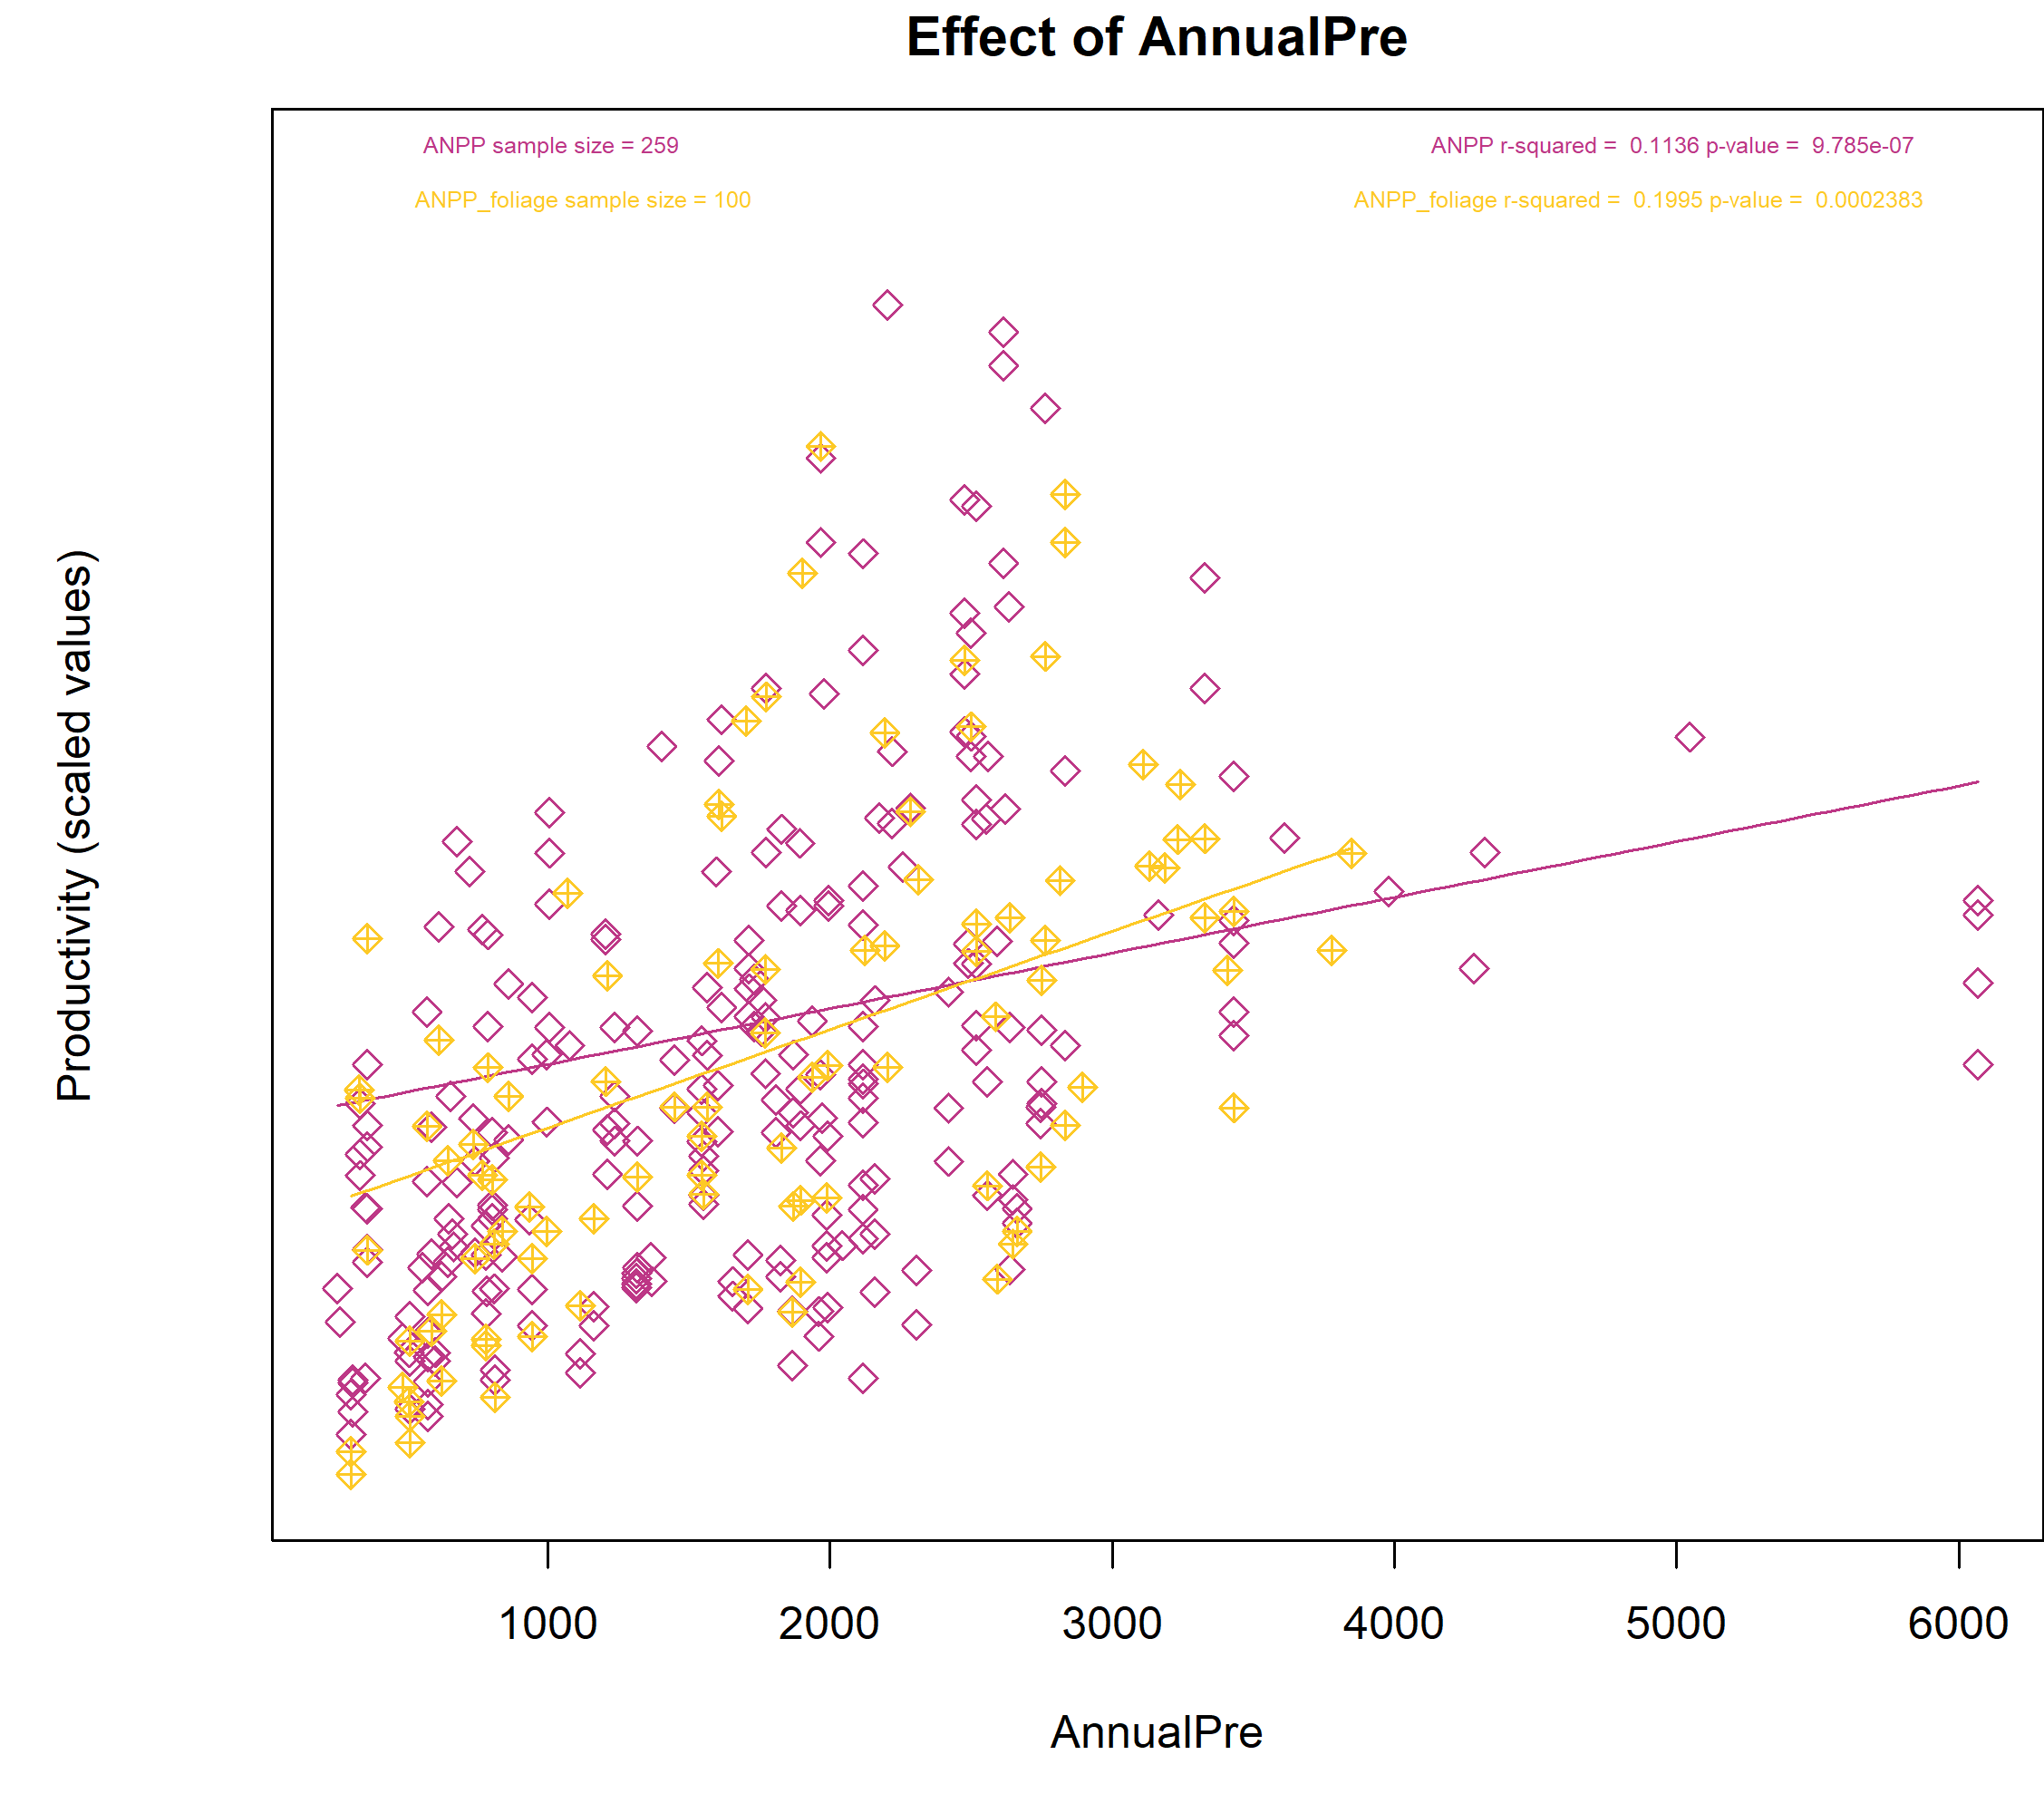 Effect of AnnualPre
ANPP sample size = 259
ANPP r-squared =  0.1136 p-value =  9.785e-07
ANPP_foliage sample size = 100
ANPP_foliage r-squared =  0.1995 p-value =  0.0002383
Productivity (scaled values)
1000 2000 3000 4000 5000 6000
AnnualPre